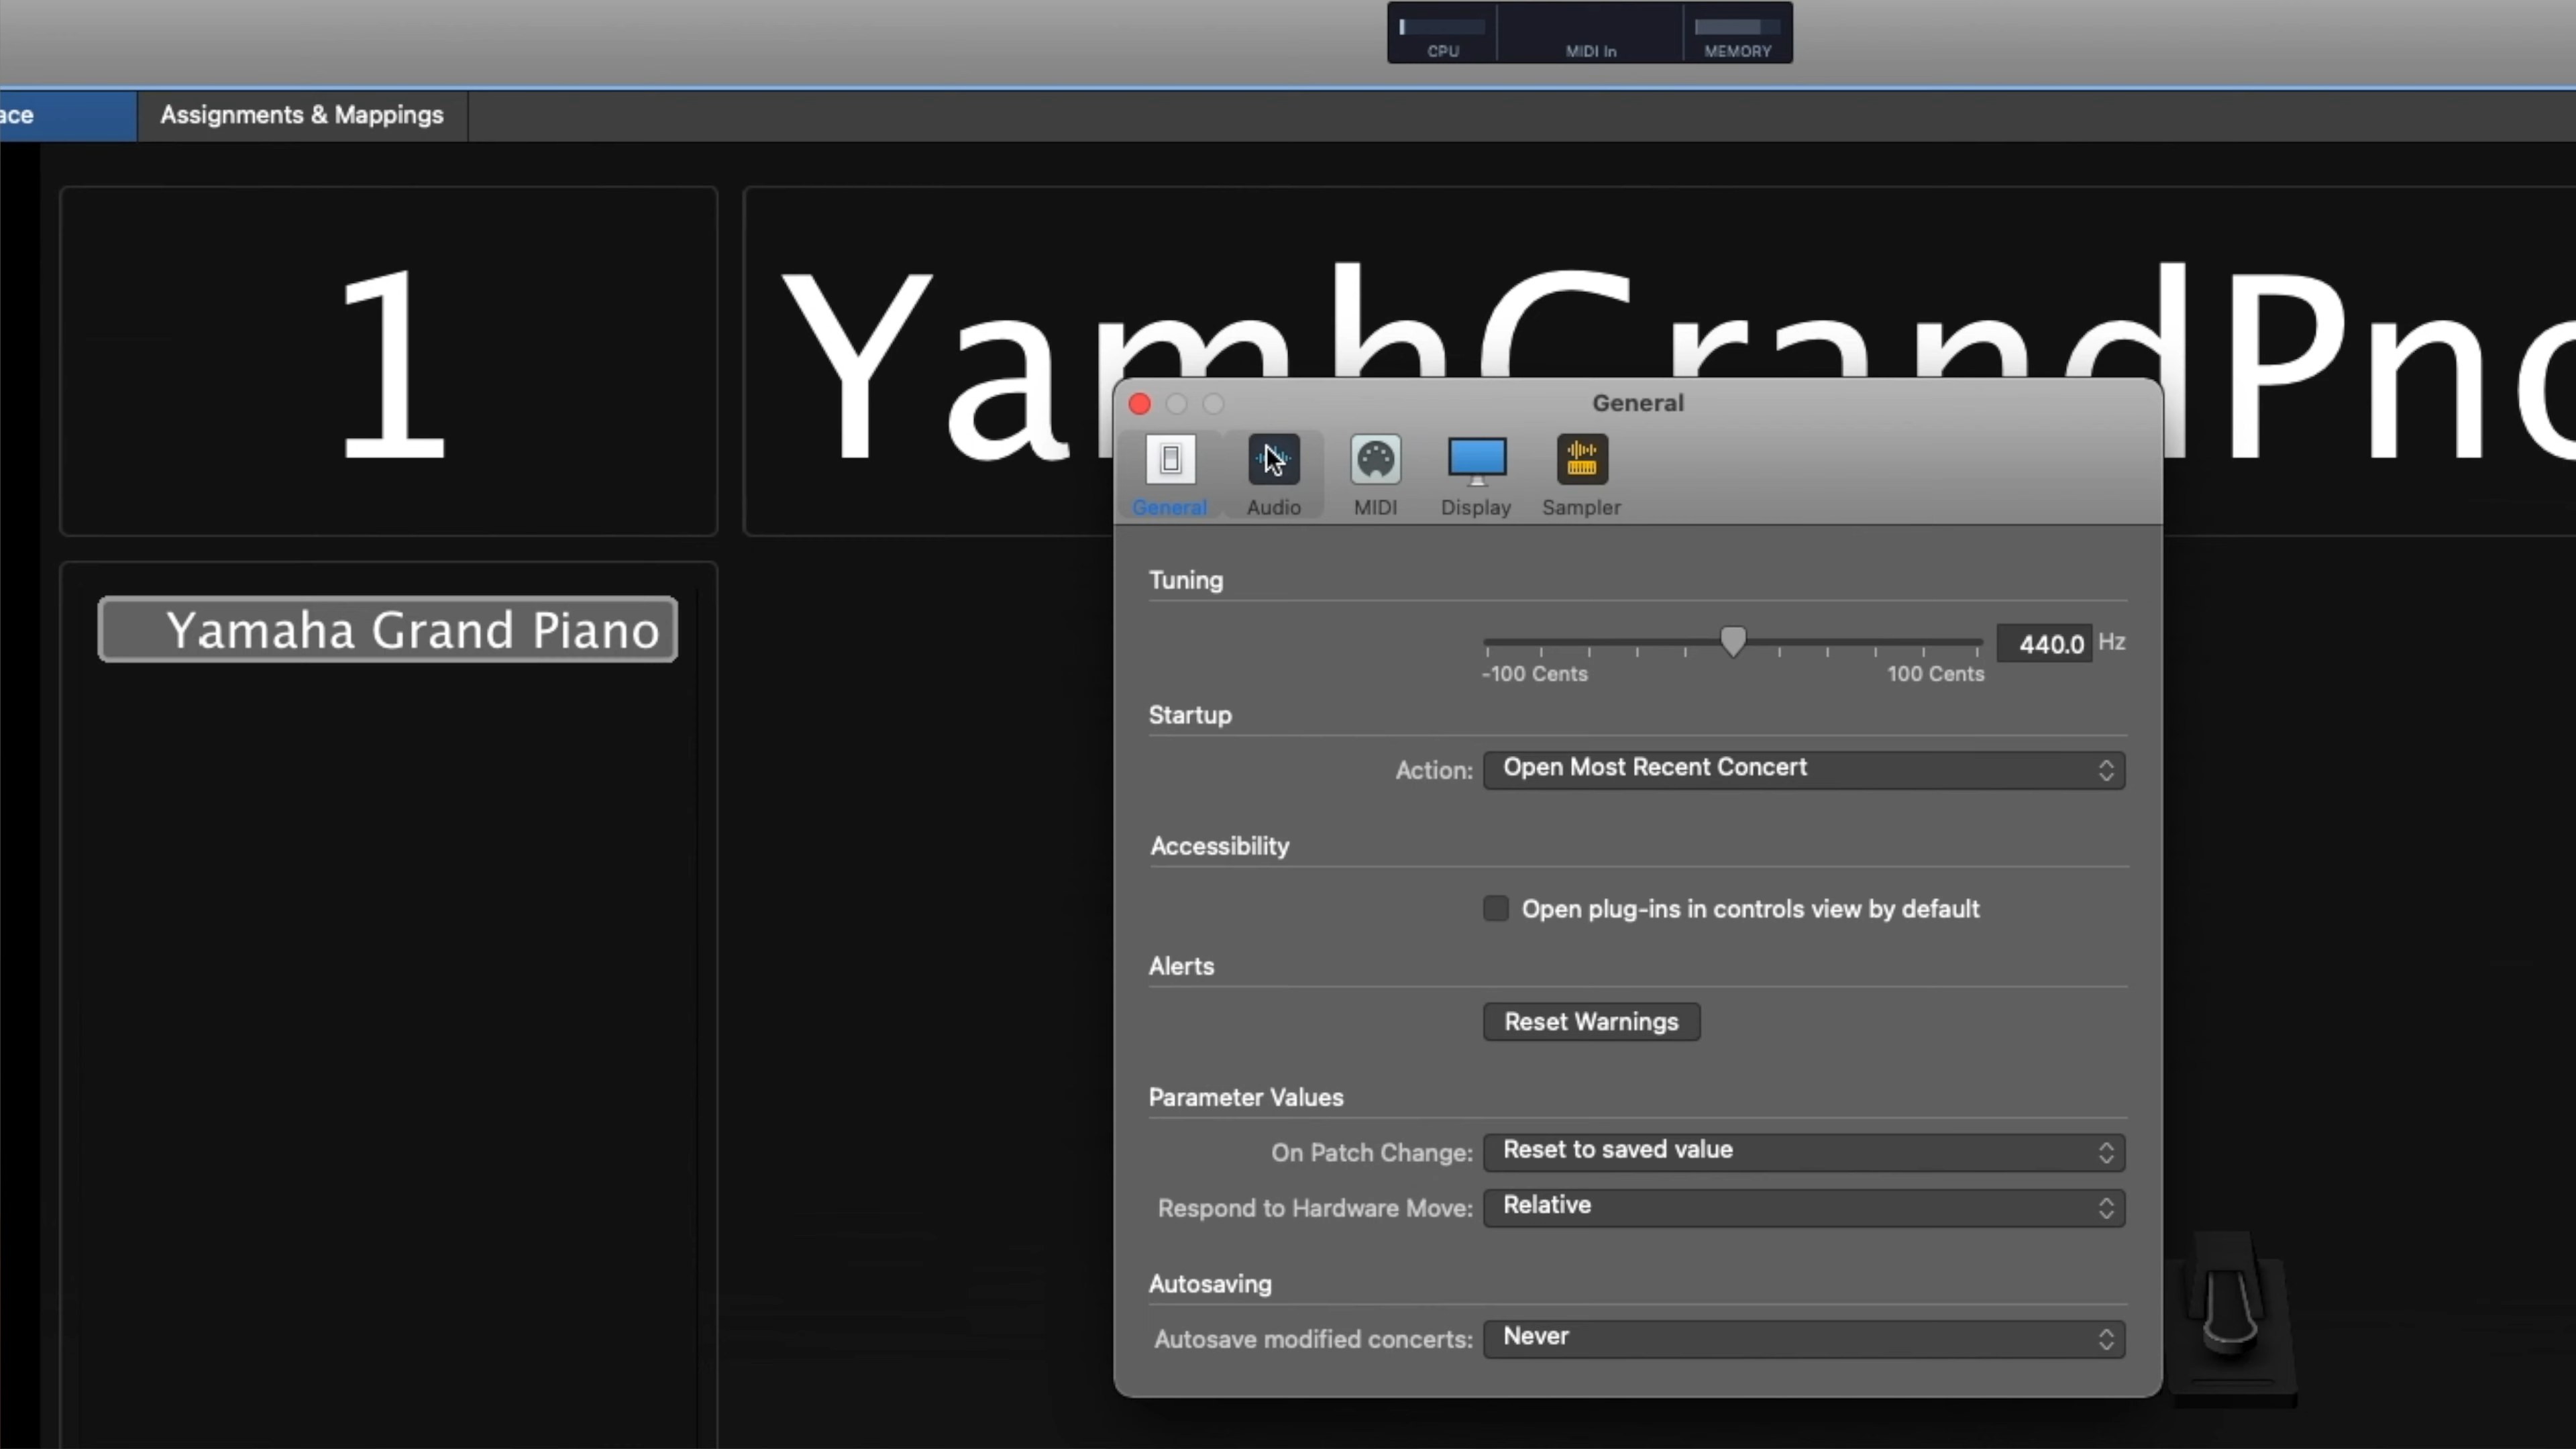 CPU
MIDI In
MEMORY
ace
Assignments & Mappings
1
YamhGrandPno
General
General
Audio
MIDI
Display
Sampler
Tuning
440.0 Hz
-100 Cents
100 Cents
Startup
Action: Open Most Recent Concert
Accessibility
Open plug-ins in controls view by default
Alerts
Reset Warnings
Parameter Values
On Patch Change: Reset to saved value
Respond to Hardware Move: Relative
Autosaving
Autosave modified concerts: Never
Yamaha Grand Piano